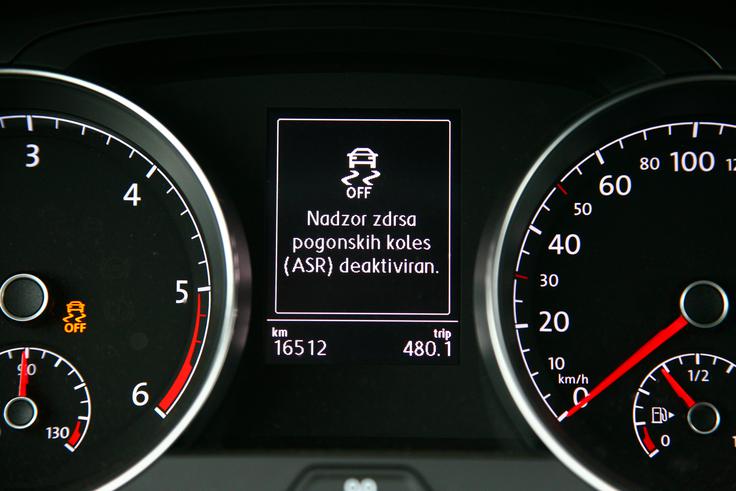 3
4
5
6
OFF
90
130
OFF
Nadzor zdrsa
pogonskih koles
(ASR) deaktiviran.
km trip
16512 480.1
0
10
20
30
40
50
60
80
100
km/h
1/2
0